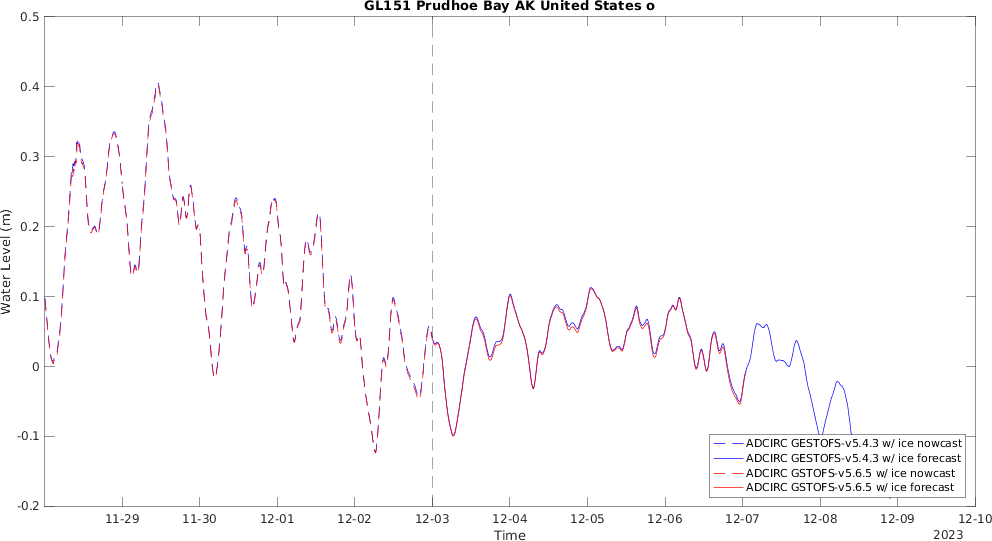 GL151 Prudhoe Bay AK United States o
0.5
0.4
0.3
0.2
0.1
0
-0.1
-0.2
Water Level (m)
ADCIRC GESTOFS-v5.4.3 w/ ice nowcast
ADCIRC GESTOFS-v5.4.3 w/ ice forecast
ADCIRC GSTOFS-v5.6.5 w/ ice nowcast
ADCIRC GSTOFS-v5.6.5 w/ ice forecast
11-29 11-30 12-01 12-02 12-03 12-04 12-05 12-06 12-07 12-08 12-09 12-10
Time
2023